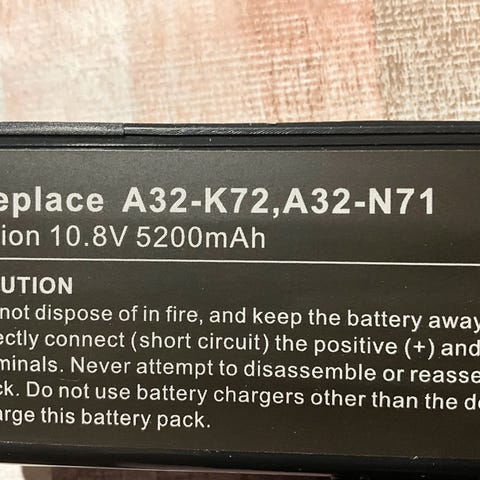 eplace A32-K72,A32-N71
ion 10.8V 5200mAh
UTION
not dispose of in fire, and keep the battery away
ectly connect (short circuit) the positive (+) and
minals. Never attempt to disassemble or reasse
ck. Do not use battery chargers other than the de
arge this battery pack.